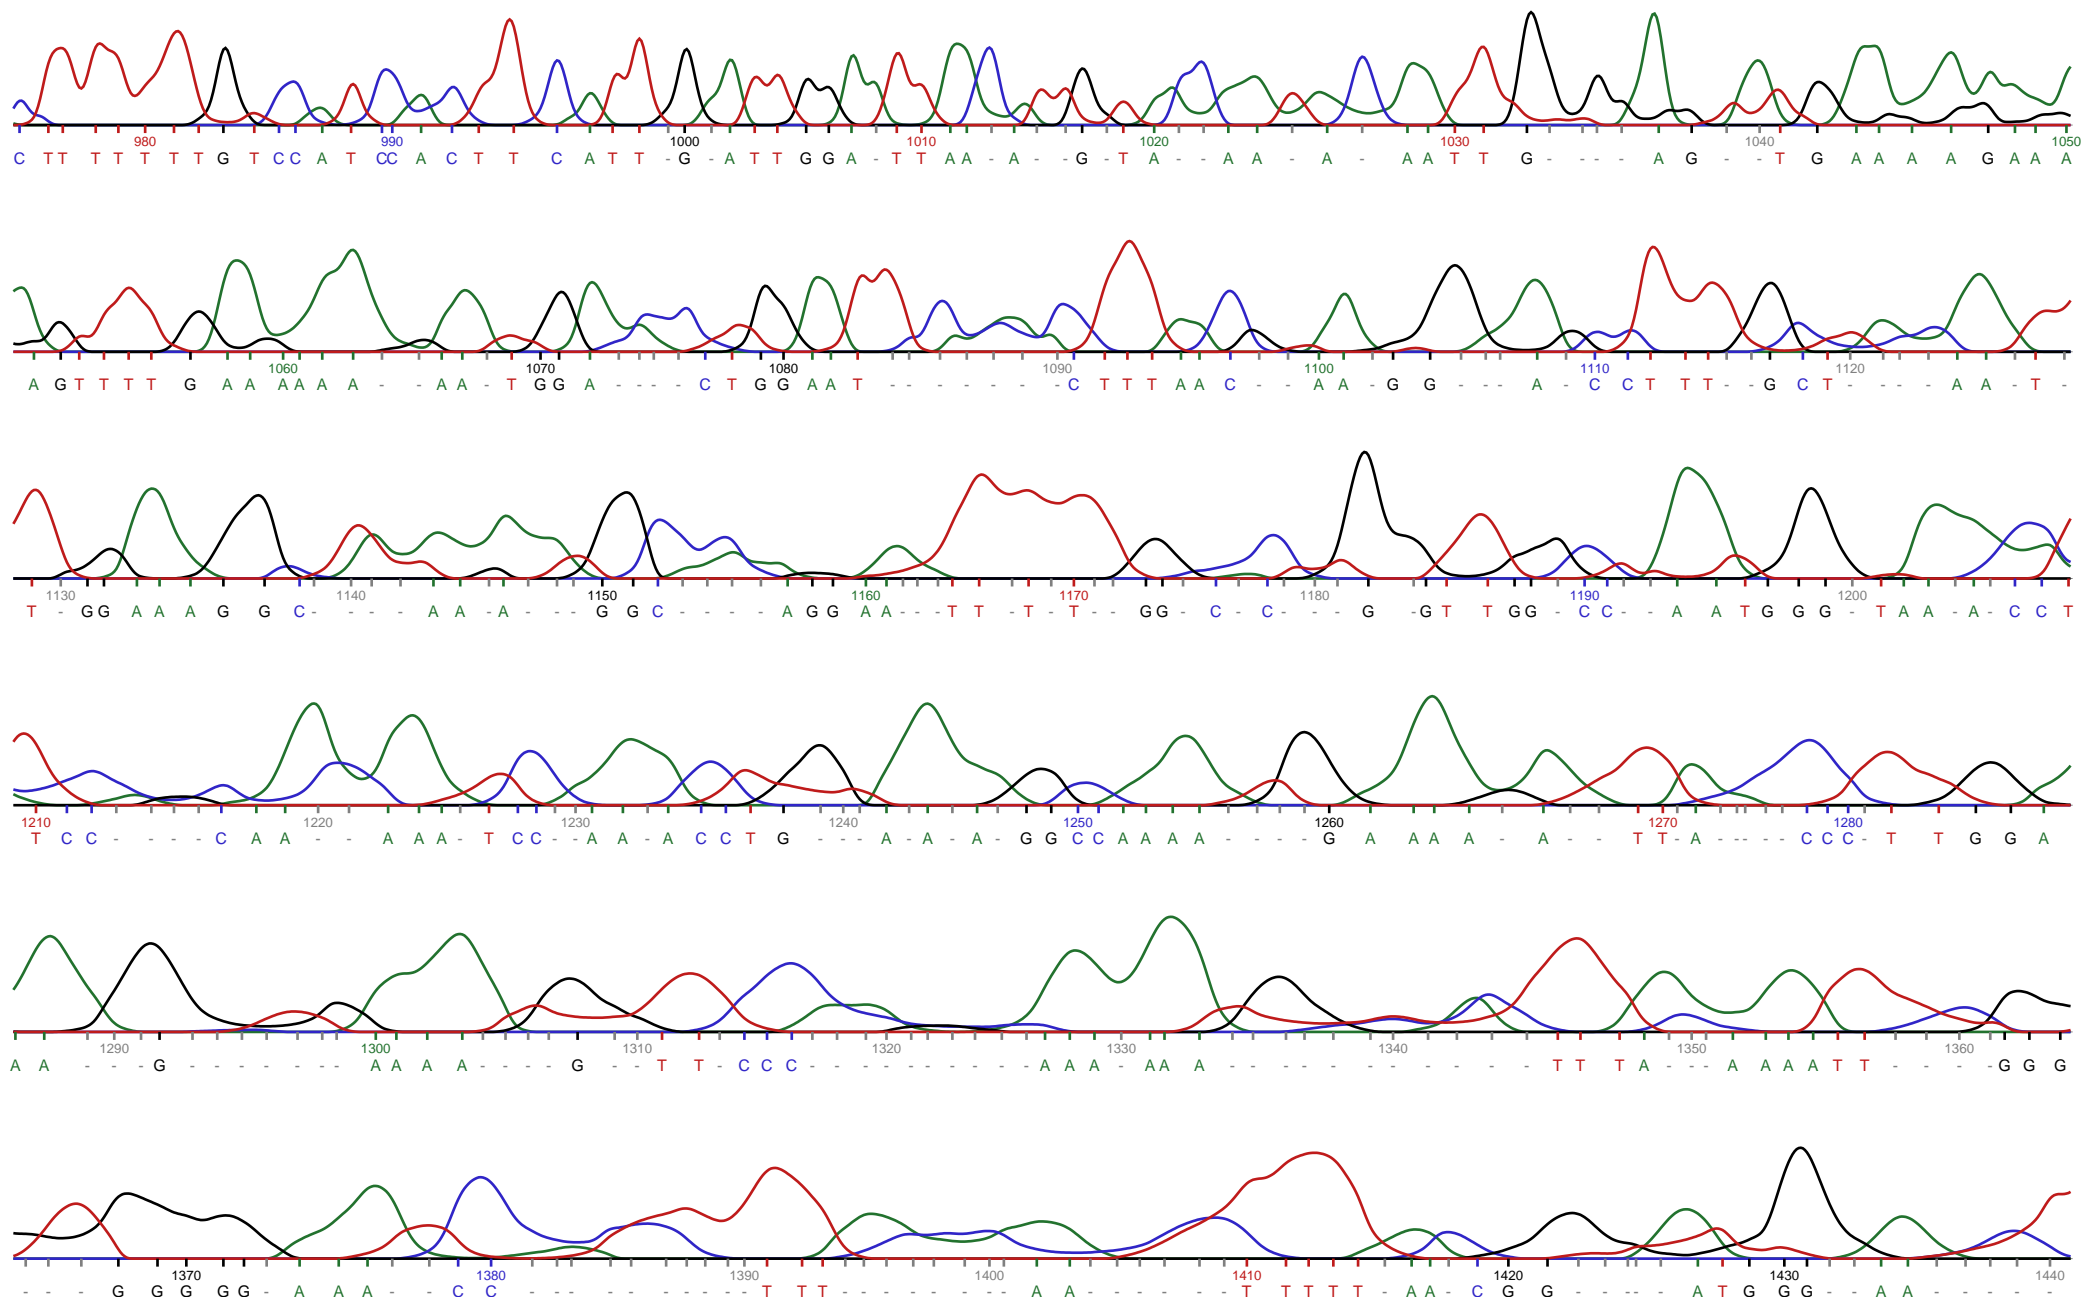 980 990 1000 1010 1020 1030 1040 1050
C TT T T T T T G T C C A T C C A C T T C A T T - G - A T T G G A - T T A A - A - - G - T A - - A A - A - A A T T G - - - - A G - - T G A A A A G A A A
1060 1070 1080 1090 1100 1110 1120
A G T T T T G A A A A A A - - A A - T G G A - - - - C T G G A A T - - - - - - - - C T T T A A C - - A A - G G - - - A - C C T T T - - G C T - - - - A A - T -
1130 1140 1150 1160 1170 1180 1190 1200
T - G G A A A G G C - - - - A A A - - - G G C - - - - A G G A A - - - T T - T - T - - G G - C - C - - - G - G T T G G - C C - - A A T G G G - T A A - A - C C T
1210 1220 1230 1240 1250 1260 1270 1280
T C C - - - - C A A - - A A A - T C C - - A A - A C C T G - - - A - A - A G G C C A A A A - - - - G A A A A - A - - T T - A - - - - - C C C - T T G G A
1290 1300 1310 1320 1330 1340 1350 1360
A A - - - G - - - - - - - A A A A - - - - G - - T T - C C C - - - - - - - - - A A A - A A A - - - - - - - - - - - T T T A - - - A A A A T T - - - - G G G
1370 1380 1390 1400 1410 1420 1430 1440
- - - G G G G G - A A A - - C C - - - - - - - - - T T T - - - - - - - - A A - - - - - T T T T T - A A - C G G - - - - - - A T G G G - - A A - - - - -